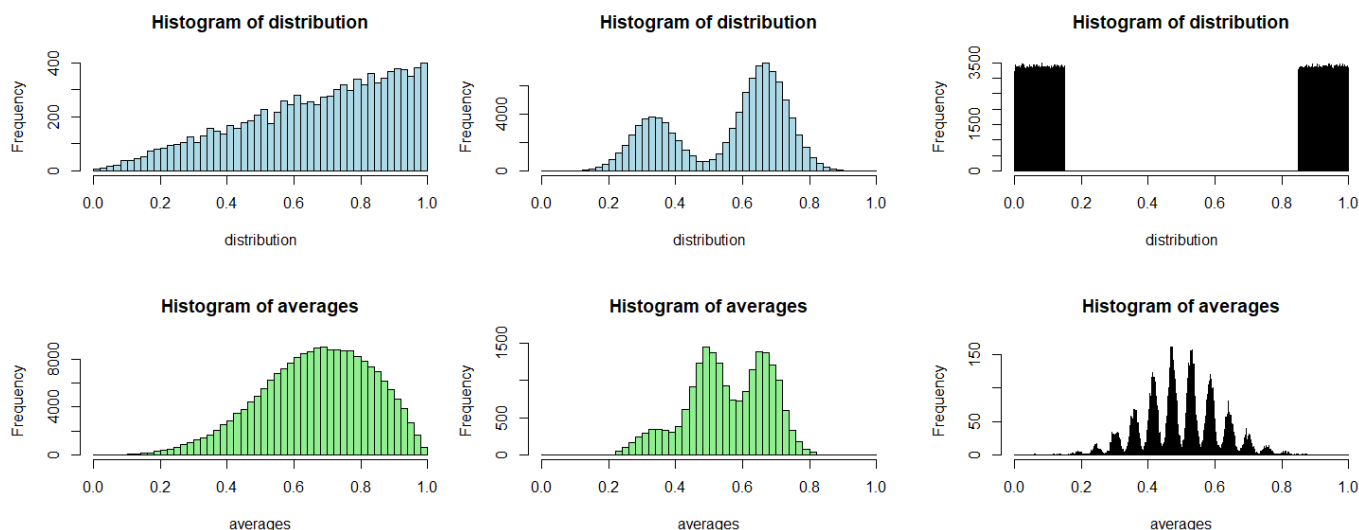 Histogram of distribution
Frequency
0 200 400
0.0 0.2 0.4 0.6 0.8 1.0
distribution
Histogram of distribution
Frequency
0 4000
0.0 0.2 0.4 0.6 0.8 1.0
distribution
Histogram of distribution
Frequency
0 1500 3500
0.0 0.2 0.4 0.6 0.8 1.0
distribution
Histogram of averages
Frequency
0 4000 8000
0.0 0.2 0.4 0.6 0.8 1.0
averages
Histogram of averages
Frequency
0 500 1500
0.0 0.2 0.4 0.6 0.8 1.0
averages
Histogram of averages
Frequency
0 50 150
0.0 0.2 0.4 0.6 0.8 1.0
averages